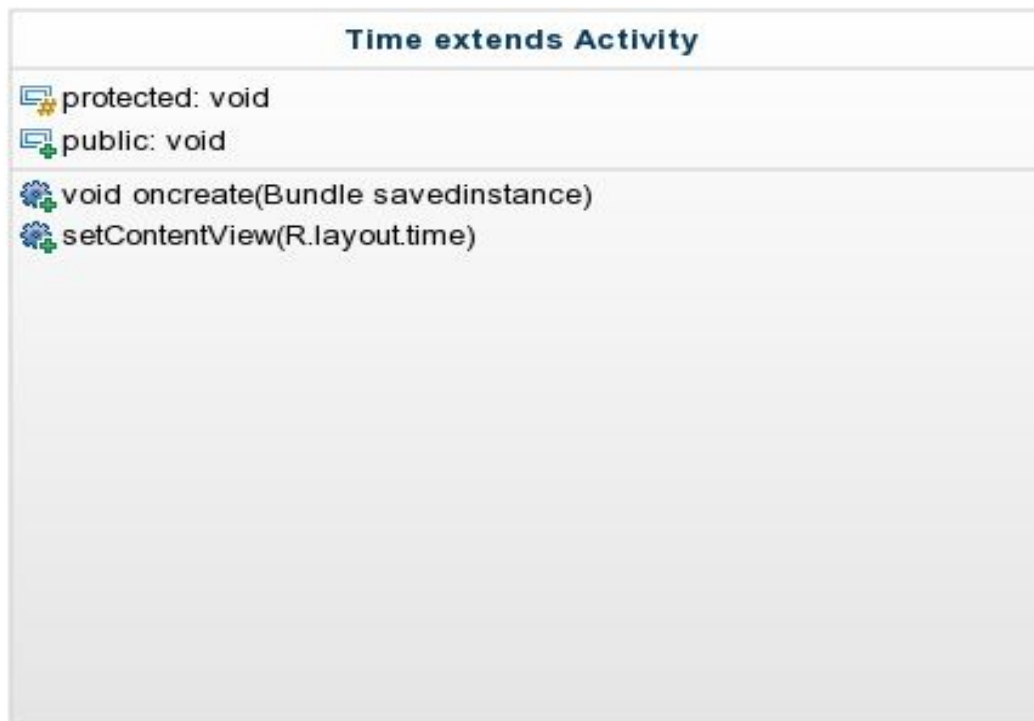 Time extends Activity
protected: void
public: void
void oncreate(Bundle savedinstance)
setContentView(R.layout.time)